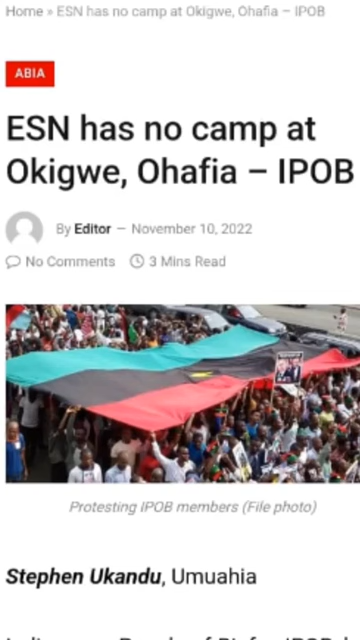 Home » ESN has no camp at Okigwe, Ohafia – IPOB
ABIA
ESN has no camp at
Okigwe, Ohafia – IPOB
By Editor — November 10, 2022
No Comments 3 Mins Read
Protesting IPOB members (File photo)
Stephen Ukandu, Umuahia